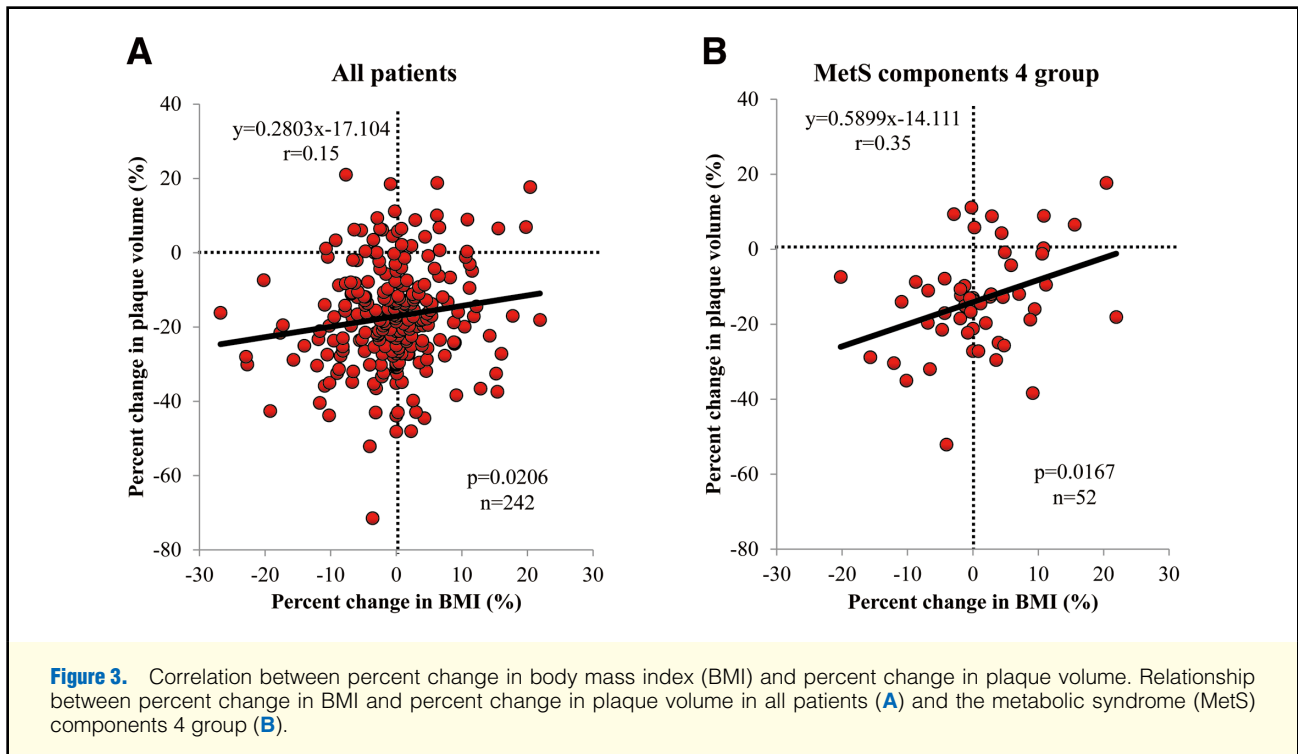 A
All patients
y=0.2803x-17.104
r=0.15
Percent change in plaque volume (%)
40
20
0
-20
-40
-60
-80
p=0.0206
n=242
-30 -20 -10 0 10 20 30
Percent change in BMI (%)
B
MetS components 4 group
y=0.5899x-14.111
r=0.35
Percent change in plaque volume (%)
40
20
0
-20
-40
-60
-80
p=0.0167
n=52
-30 -20 -10 0 10 20 30
Percent change in BMI (%)
Figure 3. Correlation between percent change in body mass index (BMI) and percent change in plaque volume. Relationship
between percent change in BMI and percent change in plaque volume in all patients (A) and the metabolic syndrome (MetS)
components 4 group (B).